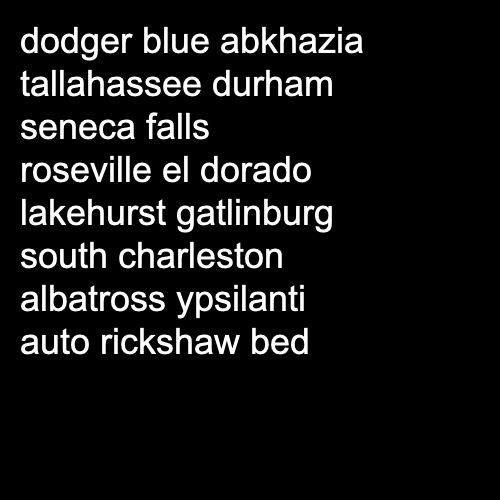 dodger blue abkhazia
tallahassee durham
seneca falls
roseville el dorado
lakehurst gatlinburg
south charleston
albatross ypsilanti
auto rickshaw bed